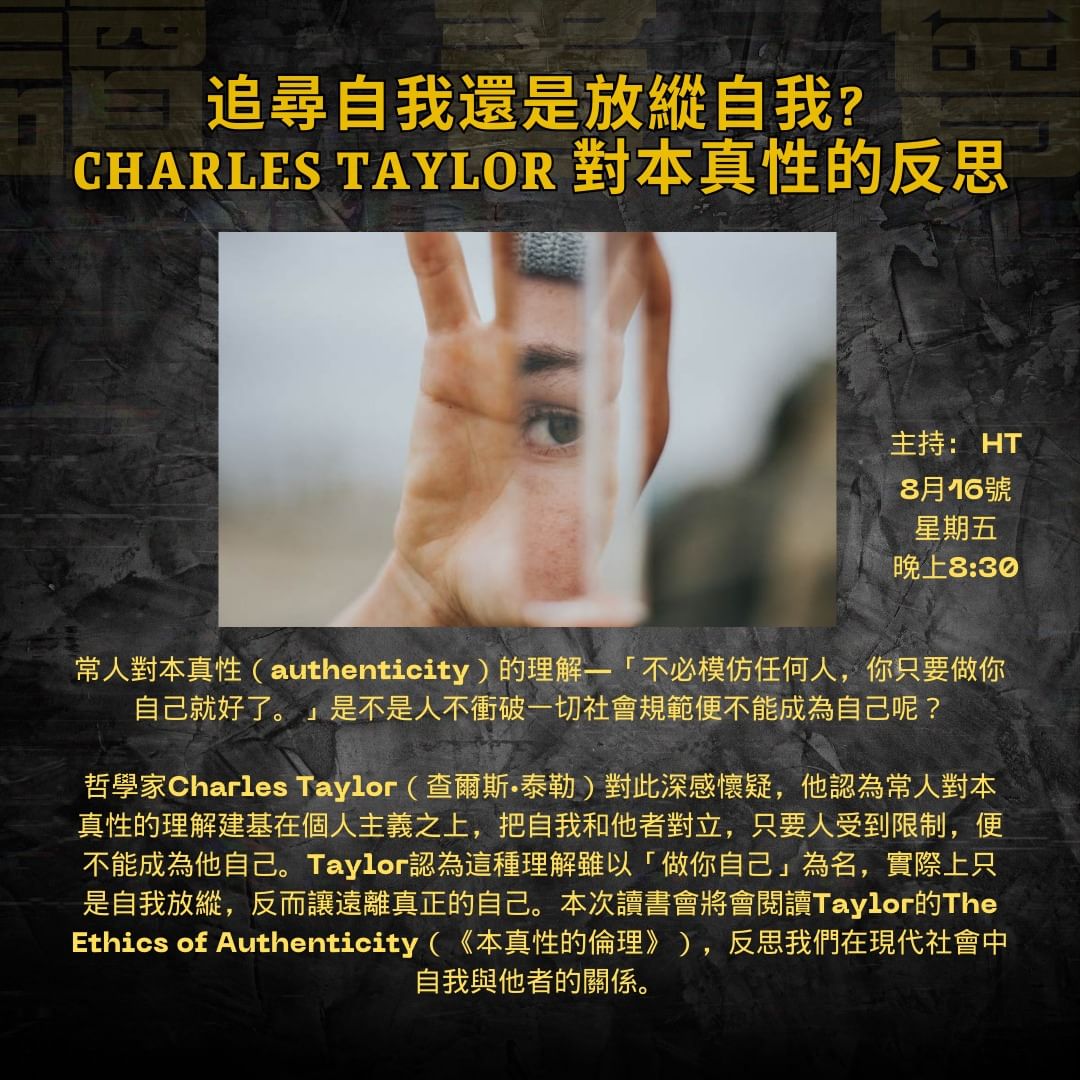 追尋自我還是放縱自我?
CHARLES TAYLOR 對本真性的反思
主持： HT
8月16號
星期五
晚上8:30
常人對本真性（authenticity）的理解—「不必模仿任何人，你只要做你
自己就好了。」是不是人不衝破一切社會規範便不能成為自己呢？
哲學家Charles Taylor（查爾斯·泰勒）對此深感懷疑，他認為常人對本
真性的理解建基在個人主義之上，把自我和他者對立，只要人受到限制，便
不能成為他自己。Taylor認為這種理解雖以「做你自己」為名，實際上只
是自我放縱，反而讓遠離真正的自己。本次讀書會將會閱讀Taylor的The
Ethics of Authenticity（《本真性的倫理》），反思我們在現代社會中
自我與他者的關係。